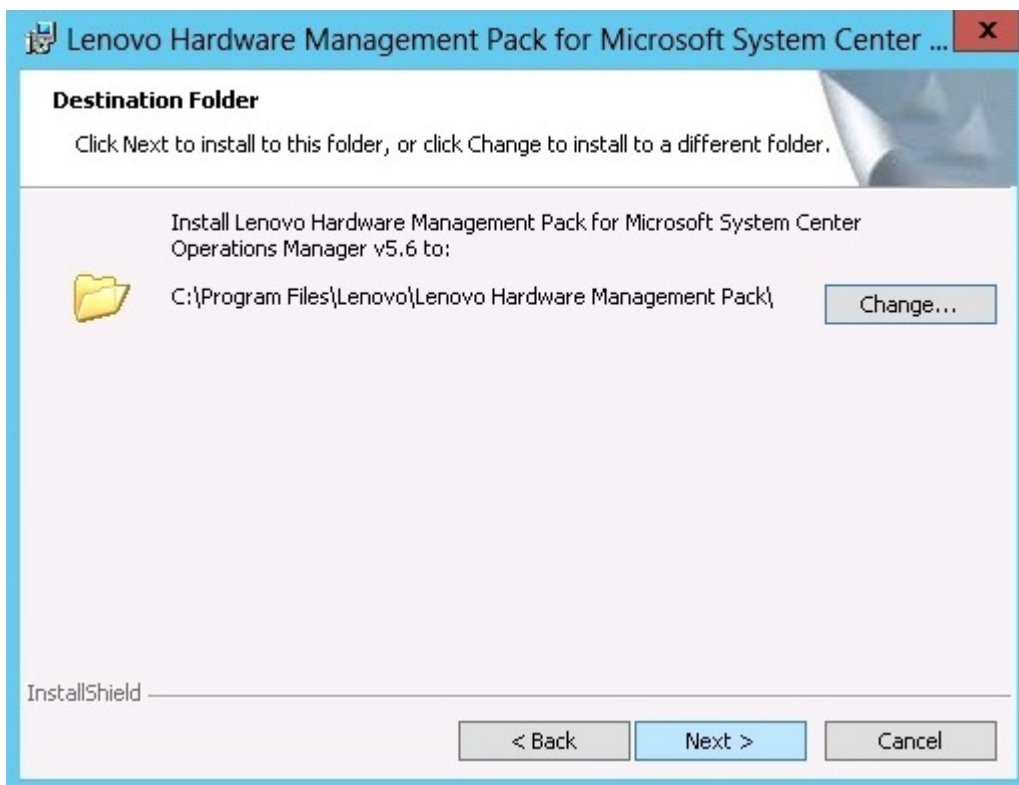 Lenovo Hardware Management Pack for Microsoft System Center ...
x
Destination Folder
Click Next to install to this folder, or click Change to install to a different folder.
Install Lenovo Hardware Management Pack for Microsoft System Center
Operations Manager v5.6 to:
C:\Program Files\Lenovo\Lenovo Hardware Management Pack\
Change...
InstallShield
< Back
Next >
Cancel